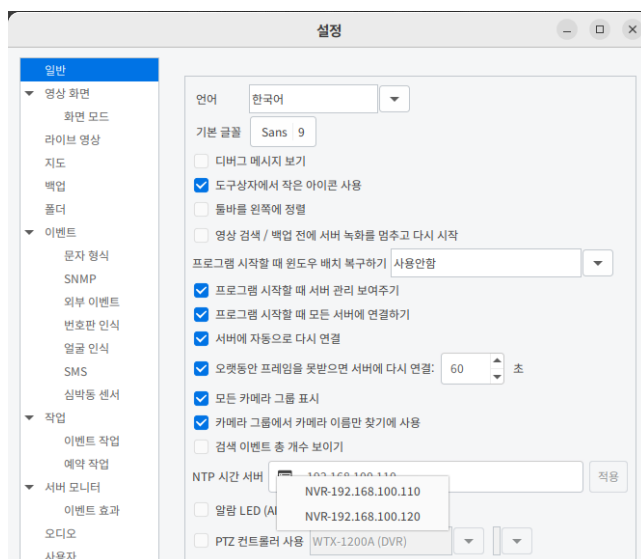 설정
일반
영상 화면
화면 모드
라이브 영상
지도
백업
폴더
이벤트
문자 형식
SNMP
외부 이벤트
번호판 인식
얼굴 인식
SMS
심박동 센서
작업
이벤트 작업
예약 작업
서버 모니터
이벤트 효과
오디오
사용자
언어 한국어
기본 글꼴 Sans 9
디버그 메시지 보기
도구상자에서 작은 아이콘 사용
툴바를 왼쪽에 정렬
영상 검색 / 백업 전에 서버 녹화를 멈추고 다시 시작
프로그램 시작할 때 윈도우 배치 복구하기 사용안함
프로그램 시작할 때 서버 관리 보여주기
프로그램 시작할 때 모든 서버에 연결하기
서버에 자동으로 다시 연결
오랫동안 프레임을 못받으면 서버에 다시 연결: 60 초
모든 카메라 그룹 표시
카메라 그룹에서 카메라 이름만 찾기에 사용
검색 이벤트 총 개수 보이기
NTP 시간 서버 192.168.100.110 적용
NVR-192.168.100.110
NVR-192.168.100.120
알람 LED
PTZ 컨트롤러 사용 WTX-1200A (DVR)